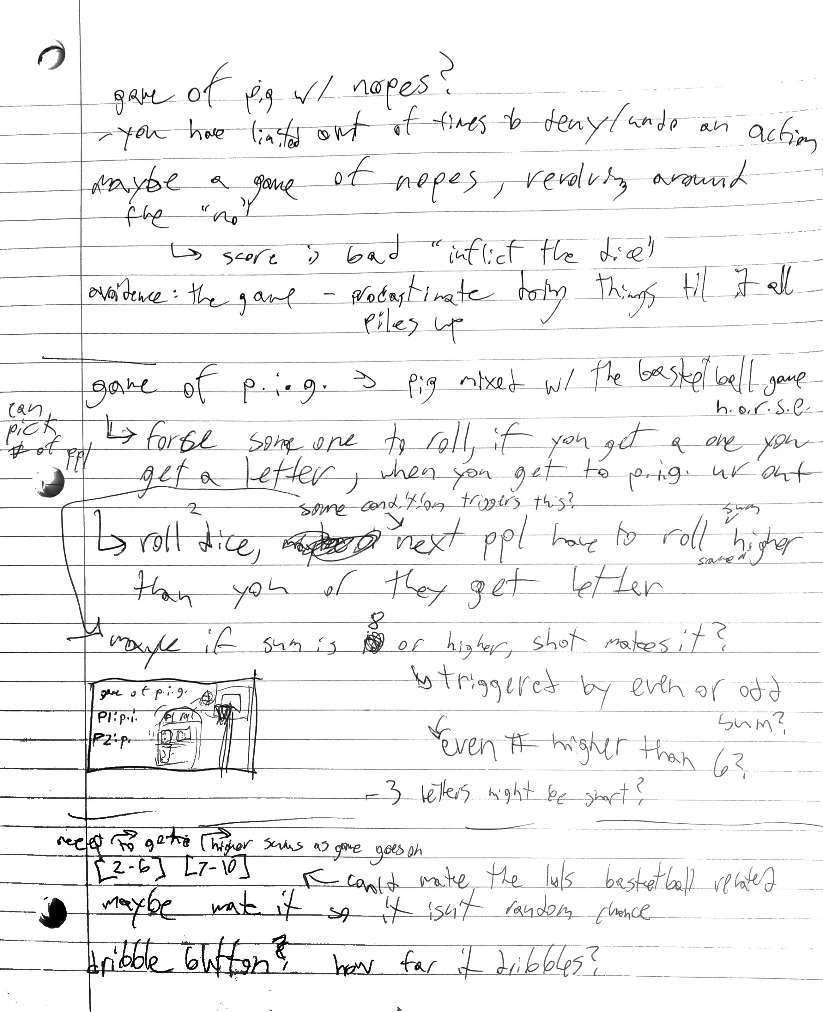 game of pig w/ nopes?
- you have limited amt of times to deny/undo an action
maybe a game of nopes, revolving around
the "no"
↳ score is bad "inflict the dice"
avoidence: the game - procastinate doing things til it all
piles up
game of p.i.g. → pig mixed w/ the basketball game
h.o.r.s.e.
can
pick
# of ppl
↳ force someone to roll, if you get a one you
get a letter, when you get to p.i.g. ur out
some condition triggers this?
↳ roll 2 dice, next ppl have to roll same # sum higher
than you or they get letter
maybe if sum is 8 or higher, shot makes it?
↳ triggered by even or odd
sum?
even # higher than 6?
game of p.i.g.
P1: p.i.
P2: p.
P1 roll
- 3 letters might be short?
need to get higher sums as game goes on
[2-6] [7-10]
could make the lvls basketball related
maybe make it so it isn't random chance
dribble button? how far it dribbles?